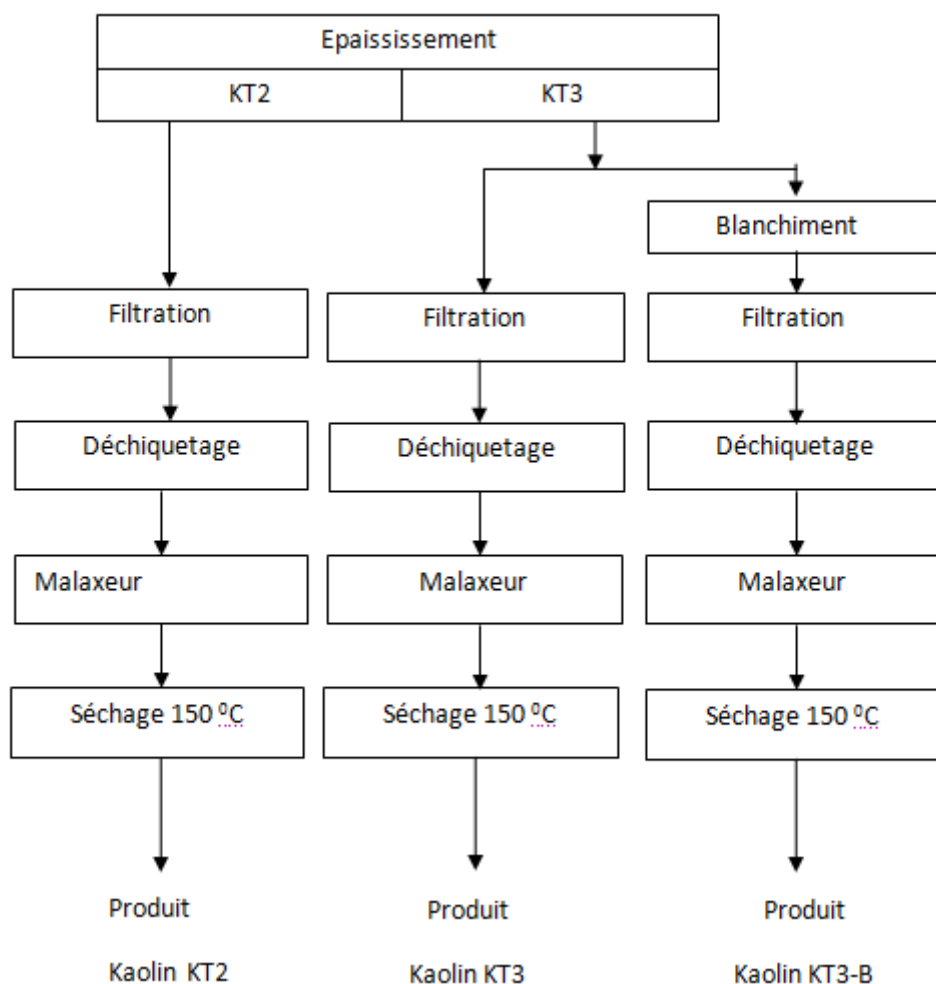 Epaississement
KT2
KT3
Blanchiment
Filtration
Filtration
Filtration
Déchiquetage
Déchiquetage
Déchiquetage
Malaxeur
Malaxeur
Malaxeur
Séchage 150 ⁰C
Séchage 150 ⁰C
Séchage 150 ⁰C
Produit
Produit
Produit
Kaolin KT2
Kaolin KT3
Kaolin KT3-B